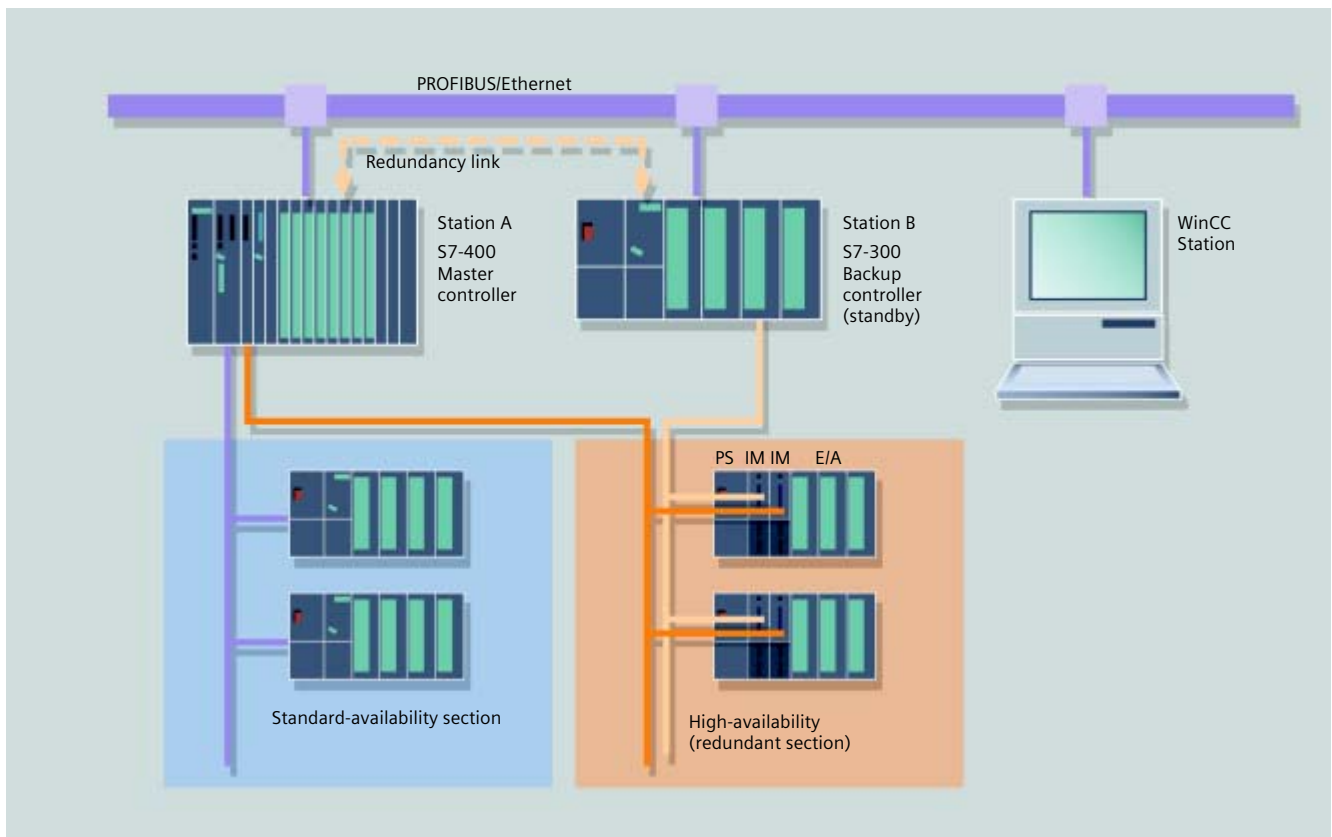 PROFIBUS/Ethernet
Redundancy link
Station A
S7-400
Master
controller
Station B
S7-300
Backup
controller
(standby)
WinCC
Station
PS IM IM E/A
Standard-availability section
High-availability
(redundant section)